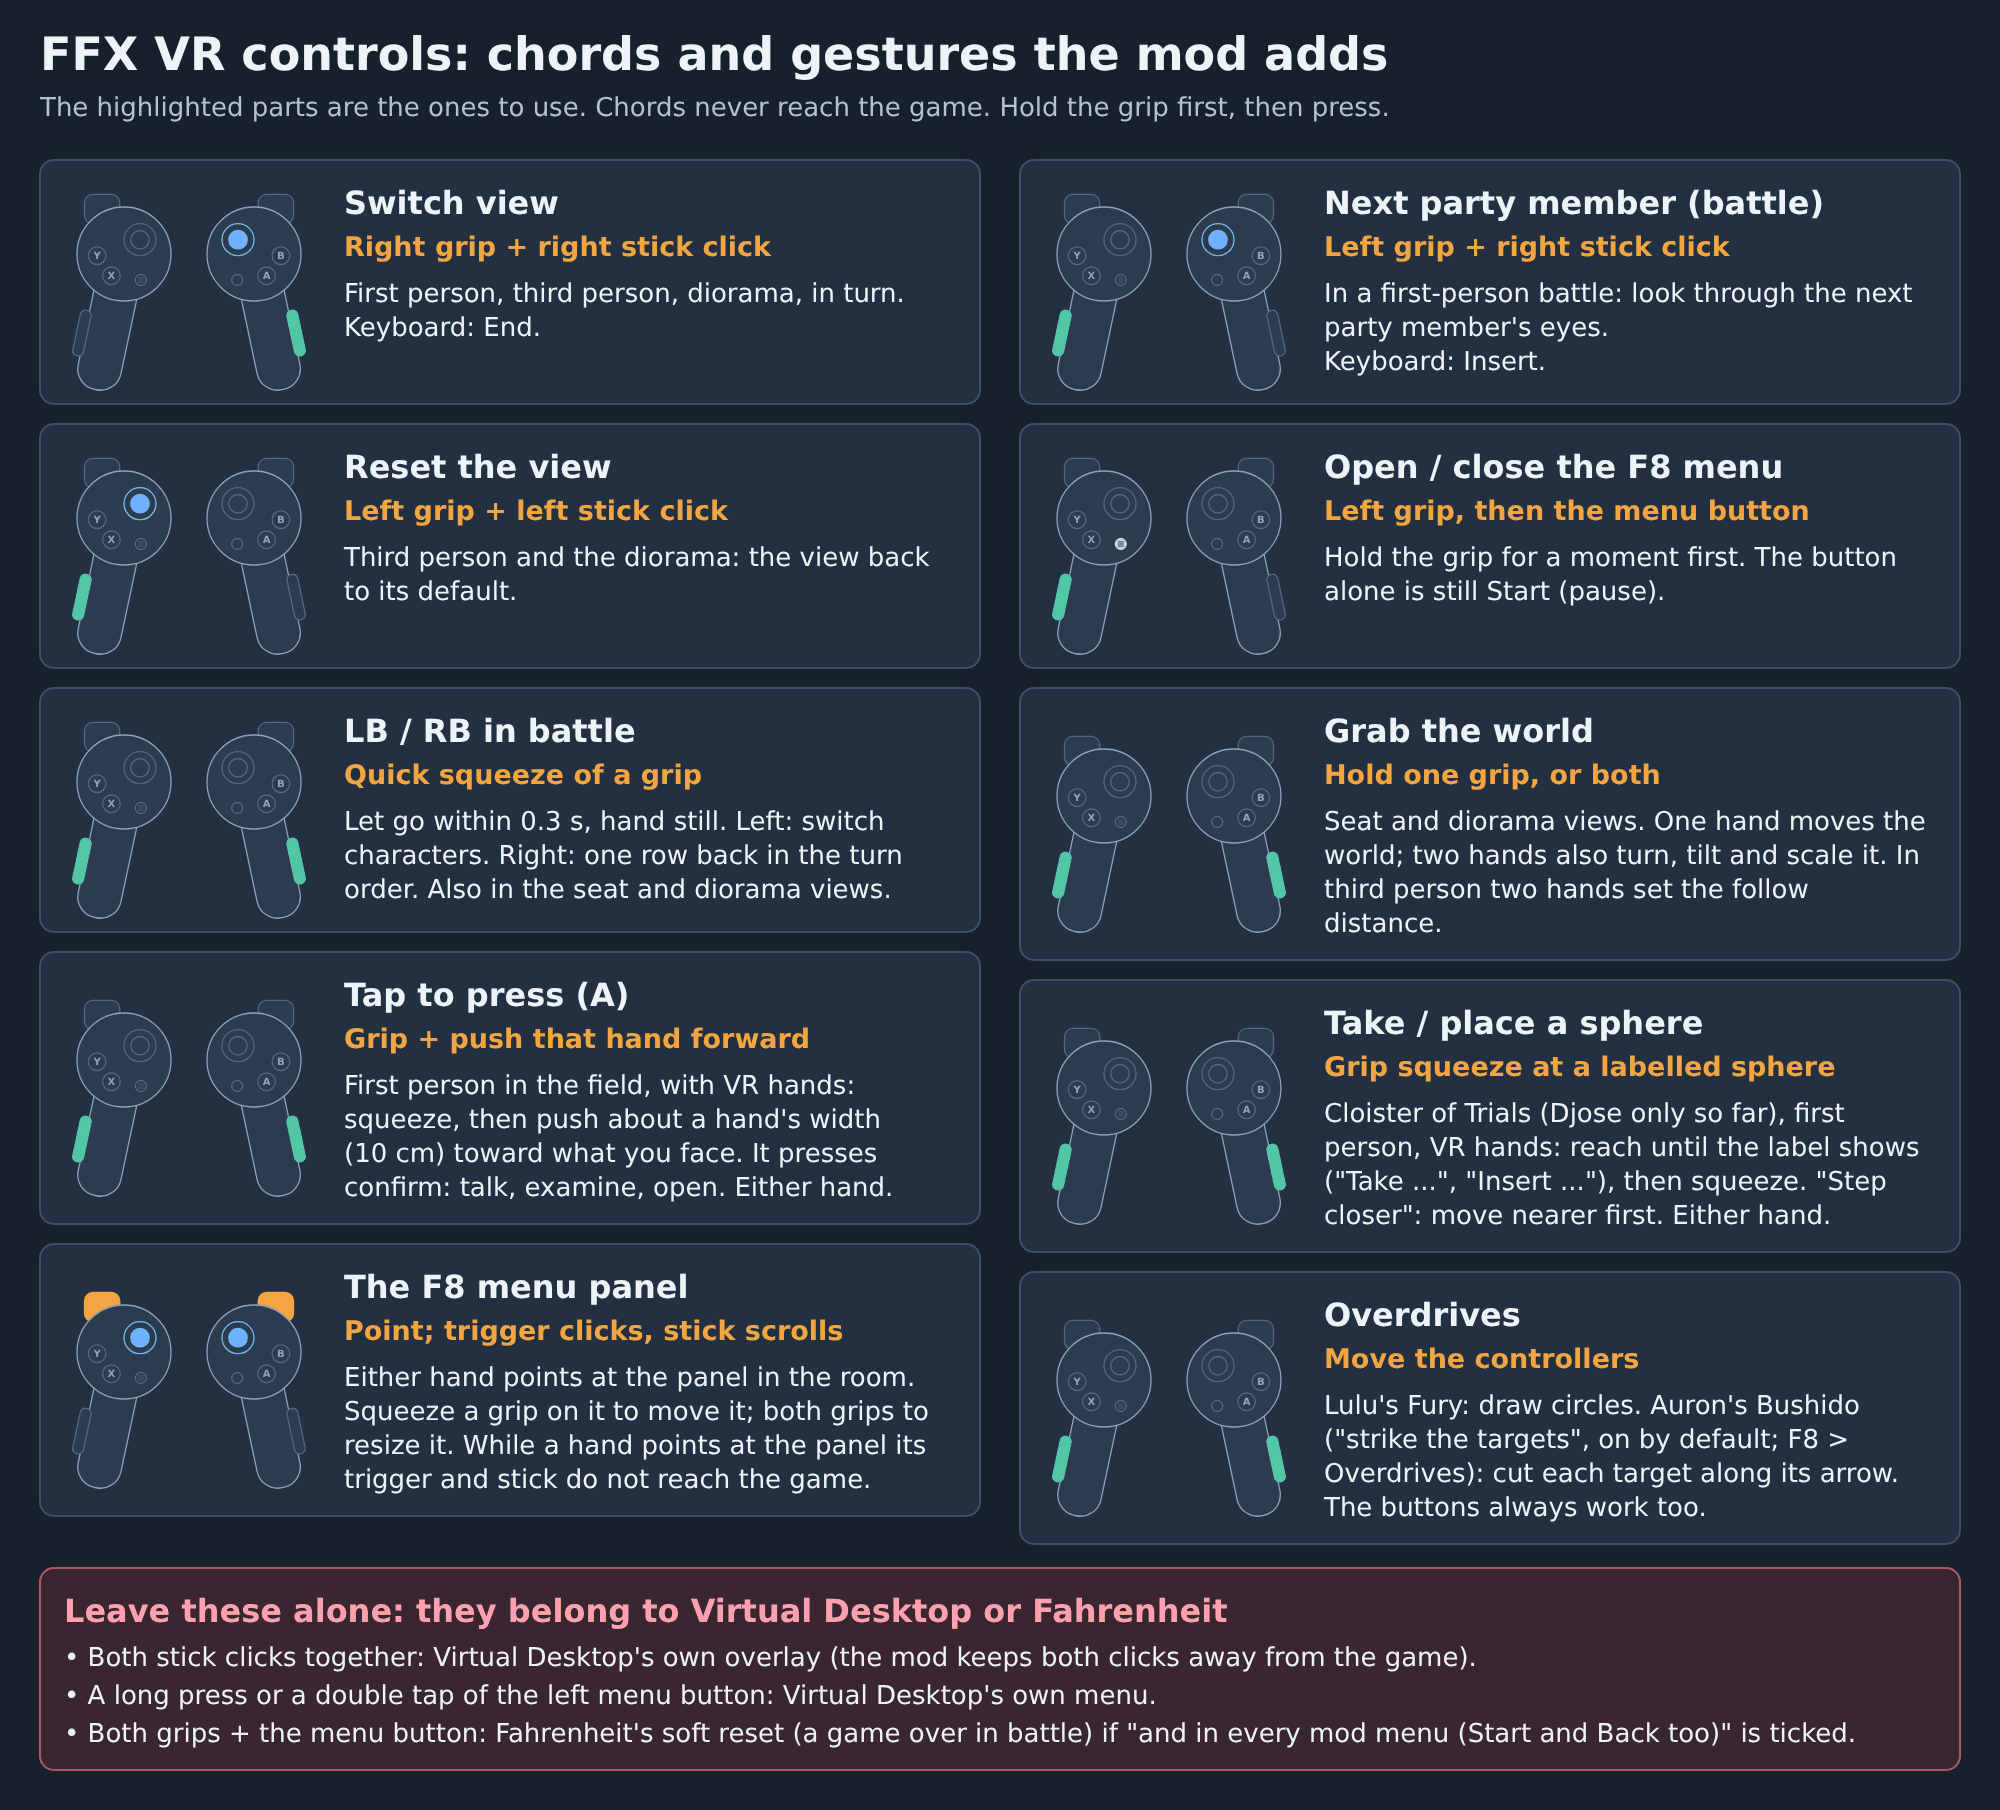 FFX VR controls: chords and gestures the mod adds
The highlighted parts are the ones to use. Chords never reach the game. Hold the grip first, then press.
Y
X
B
A
Switch view
Right grip + right stick click
First person, third person, diorama, in turn.
Keyboard: End.
Y
X
B
A
Next party member (battle)
Left grip + right stick click
In a first-person battle: look through the next
party member's eyes.
Keyboard: Insert.
Y
X
B
A
Reset the view
Left grip + left stick click
Third person and the diorama: the view back
to its default.
Y
X
B
A
Open / close the F8 menu
Left grip, then the menu button
Hold the grip for a moment first. The button
alone is still Start (pause).
Y
X
B
A
LB / RB in battle
Quick squeeze of a grip
Let go within 0.3 s, hand still. Left: switch
characters. Right: one row back in the turn
order. Also in the seat and diorama views.
Y
X
B
A
Grab the world
Hold one grip, or both
Seat and diorama views. One hand moves the
world; two hands also turn, tilt and scale it. In
third person two hands set the follow
distance.
Y
X
B
A
Tap to press (A)
Grip + push that hand forward
First person in the field, with VR hands:
squeeze, then push about a hand's width
(10 cm) toward what you face. It presses
confirm: talk, examine, open. Either hand.
Y
X
B
A
Take / place a sphere
Grip squeeze at a labelled sphere
Cloister of Trials (Djose only so far), first
person, VR hands: reach until the label shows
("Take ...", "Insert ..."), then squeeze. "Step
closer": move nearer first. Either hand.
Y
X
B
A
The F8 menu panel
Point; trigger clicks, stick scrolls
Either hand points at the panel in the room.
Squeeze a grip on it to move it; both grips to
resize it. While a hand points at the panel its
trigger and stick do not reach the game.
Y
X
B
A
Overdrives
Move the controllers
Lulu's Fury: draw circles. Auron's Bushido
("strike the targets", on by default; F8 >
Overdrives): cut each target along its arrow.
The buttons always work too.
Leave these alone: they belong to Virtual Desktop or Fahrenheit
• Both stick clicks together: Virtual Desktop's own overlay (the mod keeps both clicks away from the game).
• A long press or a double tap of the left menu button: Virtual Desktop's own menu.
• Both grips + the menu button: Fahrenheit's soft reset (a game over in battle) if "and in every mod menu (Start and Back too)" is ticked.